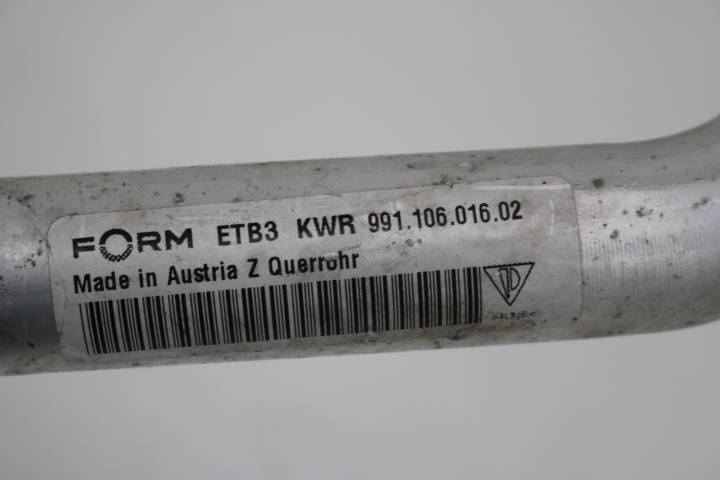 FORM ETB3 KWR 991.106.016.02
Made in Austria Z Querrohr